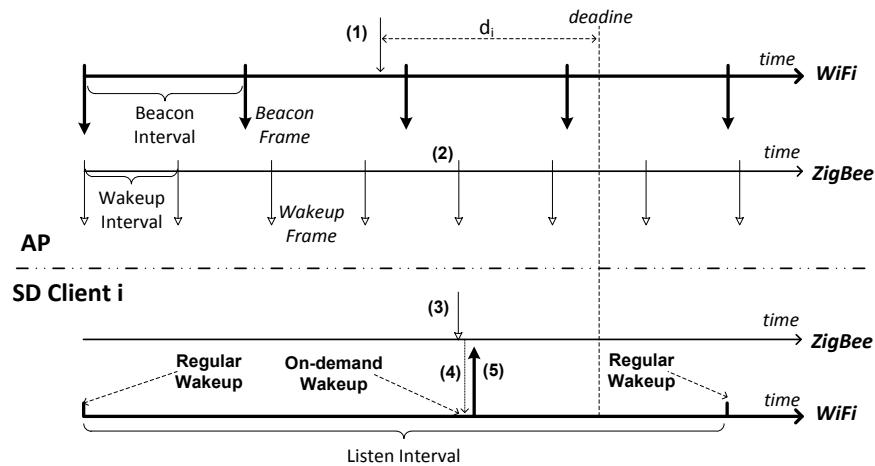 deadine
(1)
d i
time
WiFi
Beacon
Interval
Beacon
Frame
(2)
time
ZigBee
Wakeup
Interval
Wakeup
Frame
AP
SD Client i
(3)
time
ZigBee
Regular
Wakeup
On-demand
Wakeup
(4)
(5)
Regular
Wakeup
time
WiFi
Listen Interval